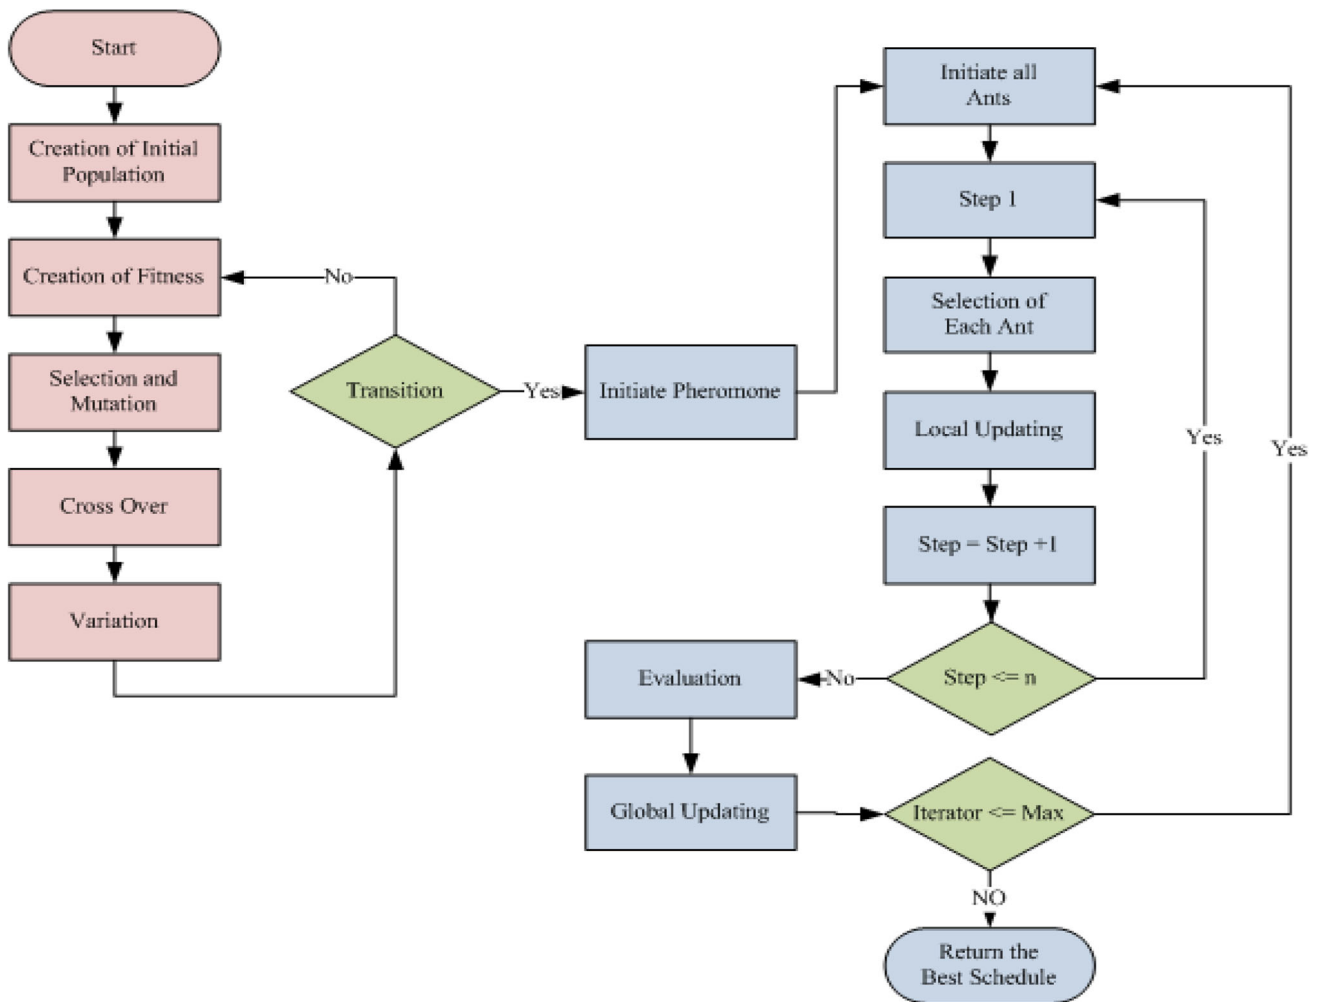 Start
Creation of Initial
Population
Creation of Fitness
Selection and
Mutation
Cross Over
Variation
No
Transition
Yes
Initiate Pheromone
Initiate all
Ants
Step 1
Selection of
Each Ant
Local Updating
Step = Step +1
Step <= n
Yes
Yes
No
Evaluation
Global Updating
Iterator <= Max
NO
Return the
Best Schedule